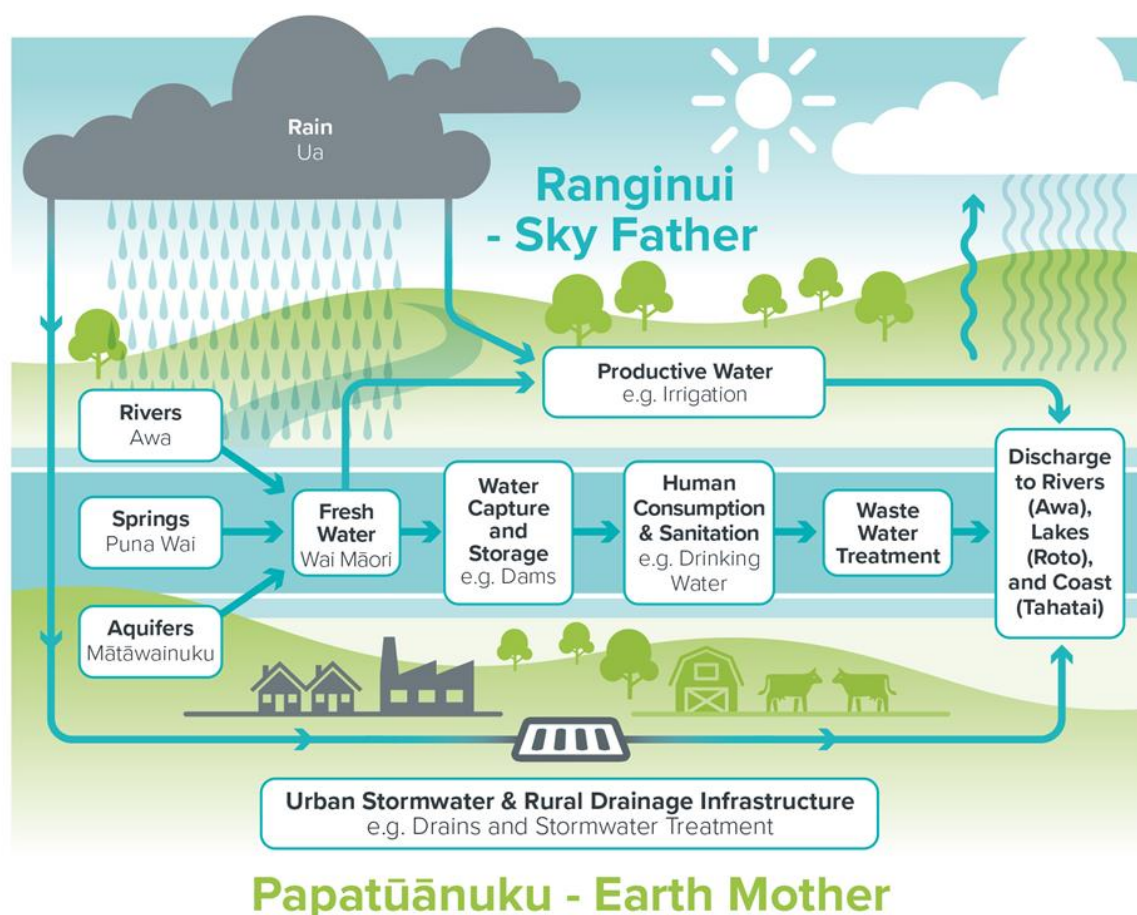 Rain
Ua
Ranginui
- Sky Father
Productive Water
e.g. Irrigation
Rivers
Awa
Springs
Puna Wai
Aquifers
Mātāwainuku
Fresh
Water
Wai Māori
Water
Capture
and
Storage
e.g. Dams
Human
Consumption
& Sanitation
e.g. Drinking
Water
Waste
Water
Treatment
Discharge
to Rivers
(Awa),
Lakes
(Roto),
and Coast
(Tahatai)
Urban Stormwater & Rural Drainage Infrastructure
e.g. Drains and Stormwater Treatment
Papatūānuku - Earth Mother